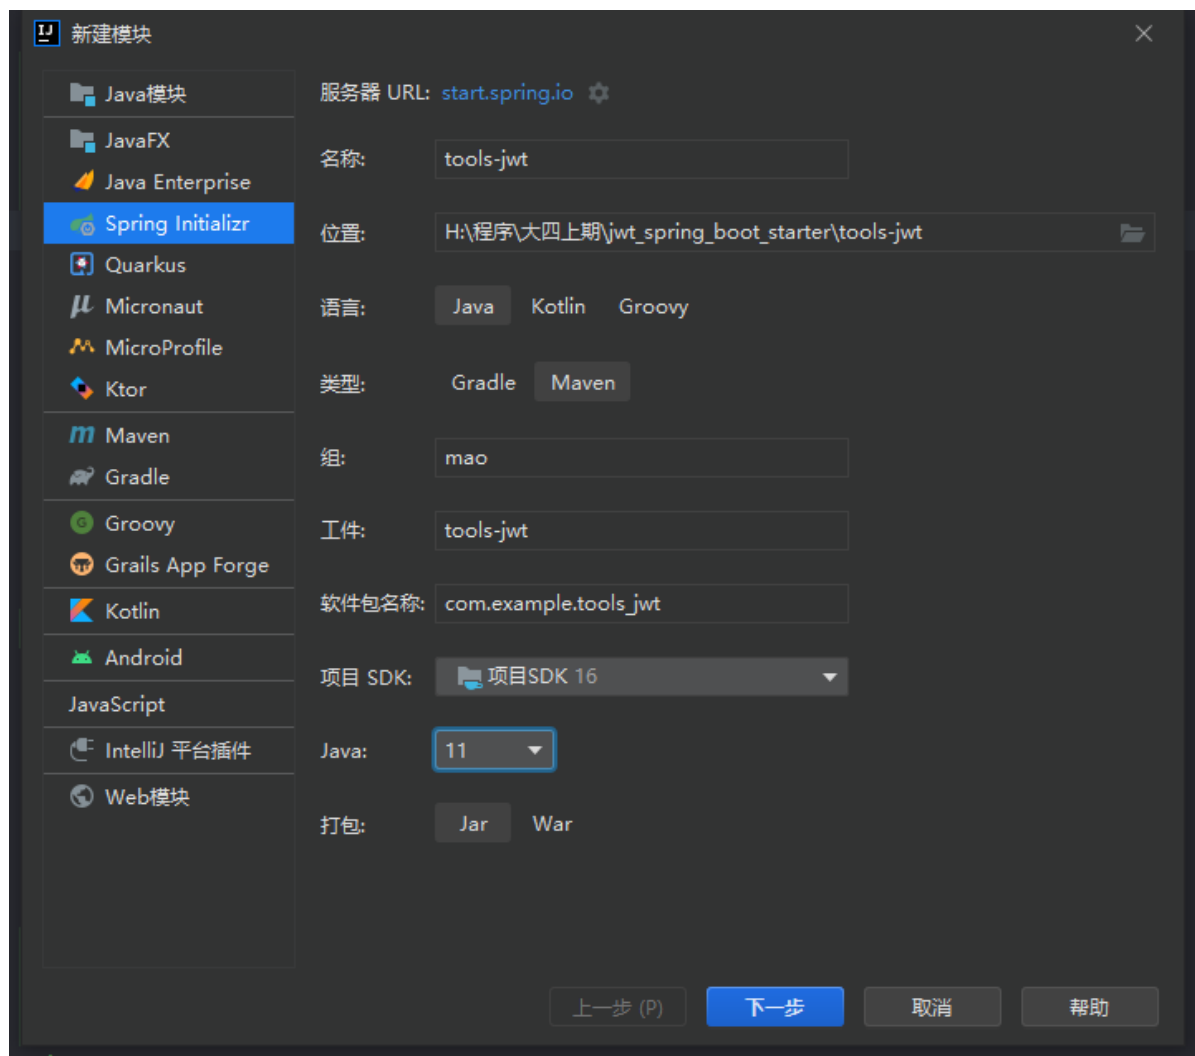 新建模块
Java模块
JavaFX
Java Enterprise
Spring Initializr
Quarkus
Micronaut
MicroProfile
Ktor
Maven
Gradle
Groovy
Grails App Forge
Kotlin
Android
JavaScript
IntelliJ 平台插件
Web模块
服务器 URL: start.spring.io
名称: tools-jwt
位置: H:\程序\大四上期\jwt_spring_boot_starter\tools-jwt
语言: Java Kotlin Groovy
类型: Gradle Maven
组: mao
工件: tools-jwt
软件包名称: com.example.tools_jwt
项目 SDK: 项目SDK 16
Java: 11
打包: Jar War
上一步 (P) 下一步 取消 帮助